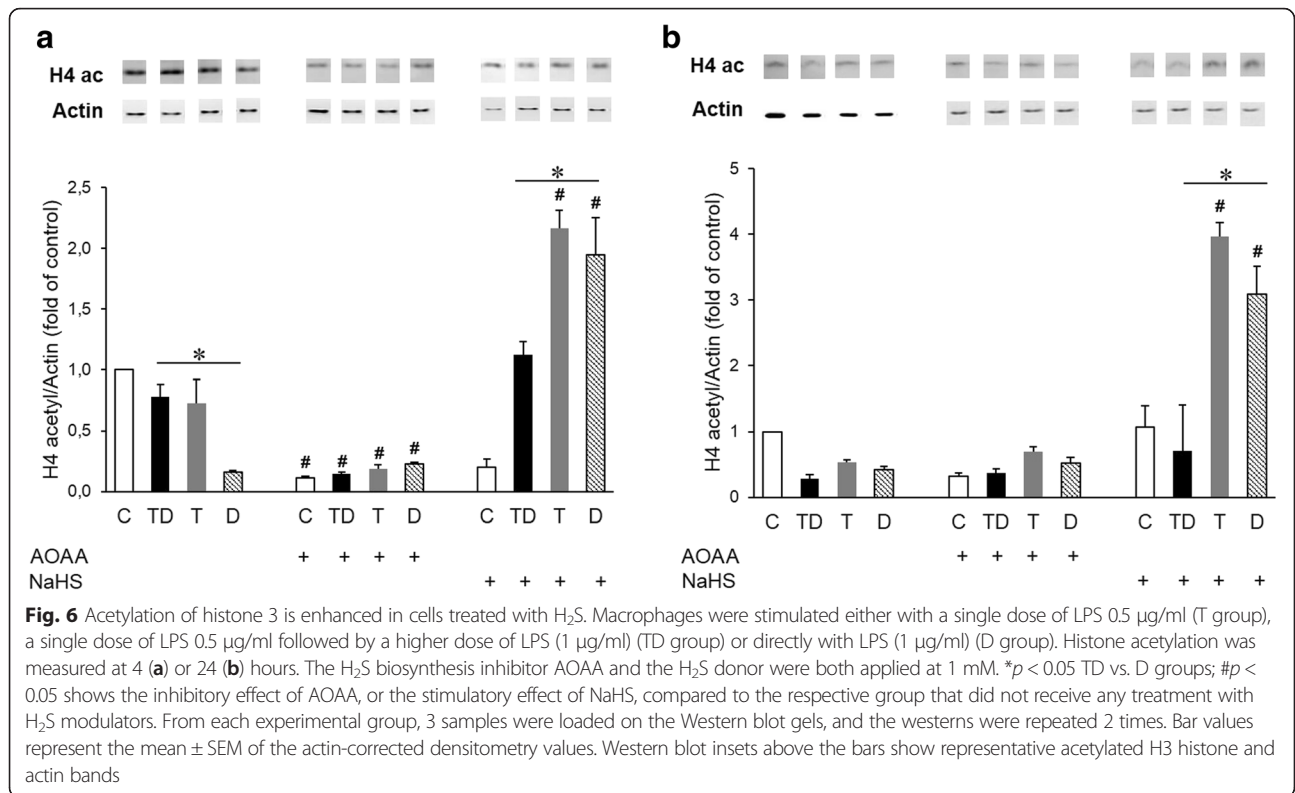 a
b
H4 ac
Actin
H4 ac
Actin
H4 acetyl/Actin (fold of control)
2,5
2,0
1,5
1,0
0,5
0,0
*
# # # #
*
# #
C TD T D C TD T D C TD T D
AOAA + + + +
NaHS + + + +
H4 acetyl/Actin (fold of control)
5
4
3
2
1
0
*
#
#
C TD T D C TD T D C TD T D
AOAA + + + +
NaHS + + + +
Fig. 6 Acetylation of histone 3 is enhanced in cells treated with H₂S. Macrophages were stimulated either with a single dose of LPS 0.5 μg/ml (T group),
a single dose of LPS 0.5 μg/ml followed by a higher dose of LPS (1 μg/ml) (TD group) or directly with LPS (1 μg/ml) (D group). Histone acetylation was
measured at 4 (a) or 24 (b) hours. The H₂S biosynthesis inhibitor AOAA and the H₂S donor were both applied at 1 mM. *p < 0.05 TD vs. D groups; #p <
0.05 shows the inhibitory effect of AOAA, or the stimulatory effect of NaHS, compared to the respective group that did not receive any treatment with
H₂S modulators. From each experimental group, 3 samples were loaded on the Western blot gels, and the westerns were repeated 2 times. Bar values
represent the mean ± SEM of the actin-corrected densitometry values. Western blot insets above the bars show representative acetylated H3 histone and
actin bands